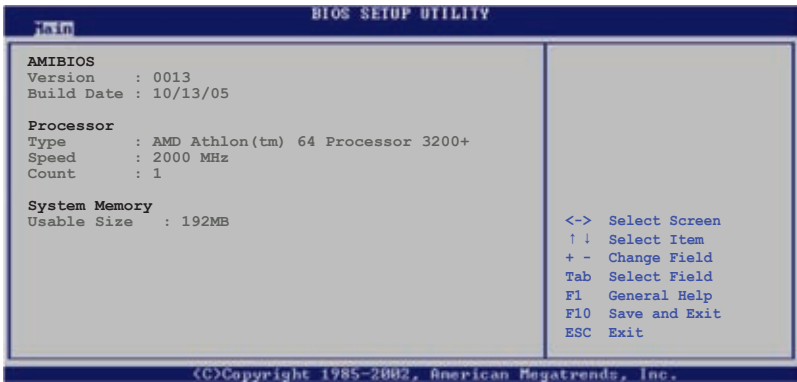 BIOS SETUP UTILITY
Main
AMIBIOS
Version : 0013
Build Date : 10/13/05
Processor
Type : AMD Athlon(tm) 64 Processor 3200+
Speed : 2000 MHz
Count : 1
System Memory
Usable Size : 192MB
<-> Select Screen
↑↓ Select Item
+ - Change Field
Tab Select Field
F1 General Help
F10 Save and Exit
ESC Exit
(C)Copyright 1985-2002, American Megatrends, Inc.